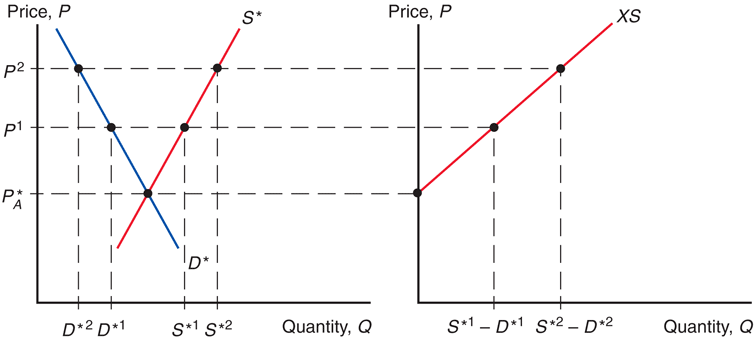 Price, P
S*
P²
P¹
P*A
D*
D*² D*¹ S*¹ S*² Quantity, Q
Price, P
XS
S*¹ – D*¹ S*² – D*² Quantity, Q